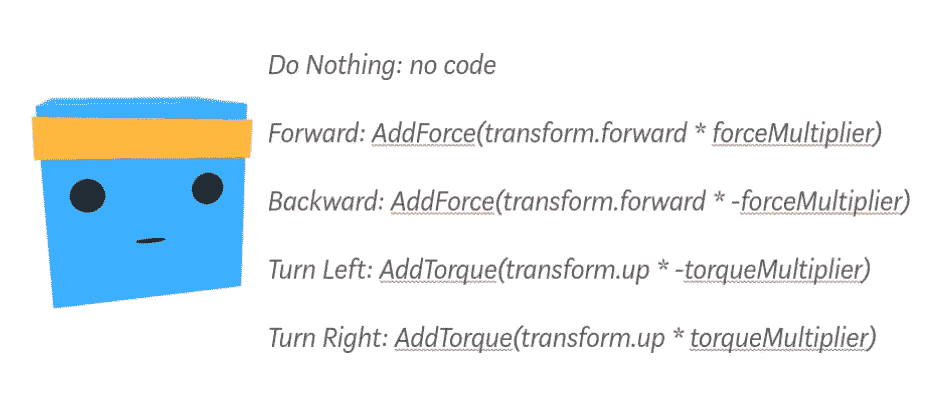 Do Nothing: no code
Forward: AddForce(transform.forward * forceMultiplier)
Backward: AddForce(transform.forward * -forceMultiplier)
Turn Left: AddTorque(transform.up * -torqueMultiplier)
Turn Right: AddTorque(transform.up * torqueMultiplier)